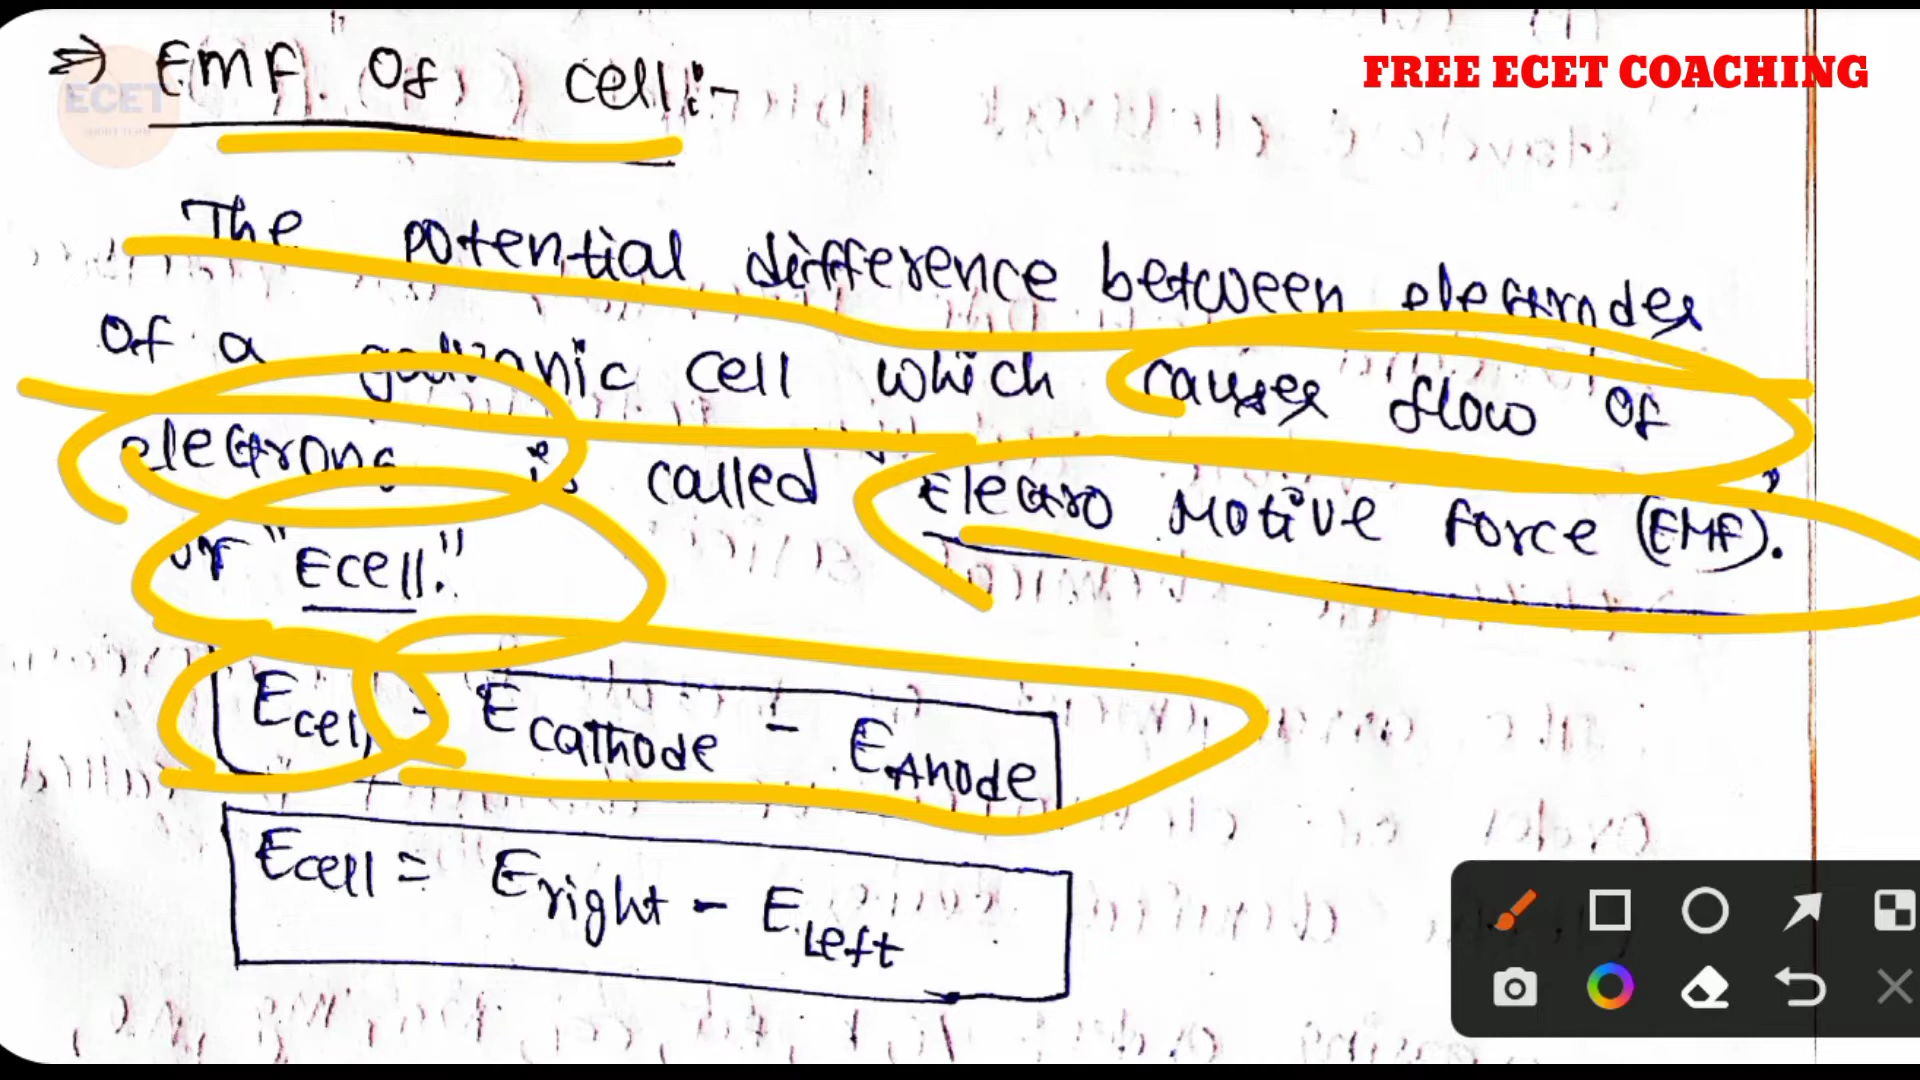 FREE ECET COACHING
⇒ EMF Of cell:-
ECET
The potential difference between electrodes
Of a galvanic cell which causes flow of
electrons is called Electro Motive Force (EMF).
or "Ecell."
Ecell = Ecathode - EAnode
Ecell = Eright - ELeft